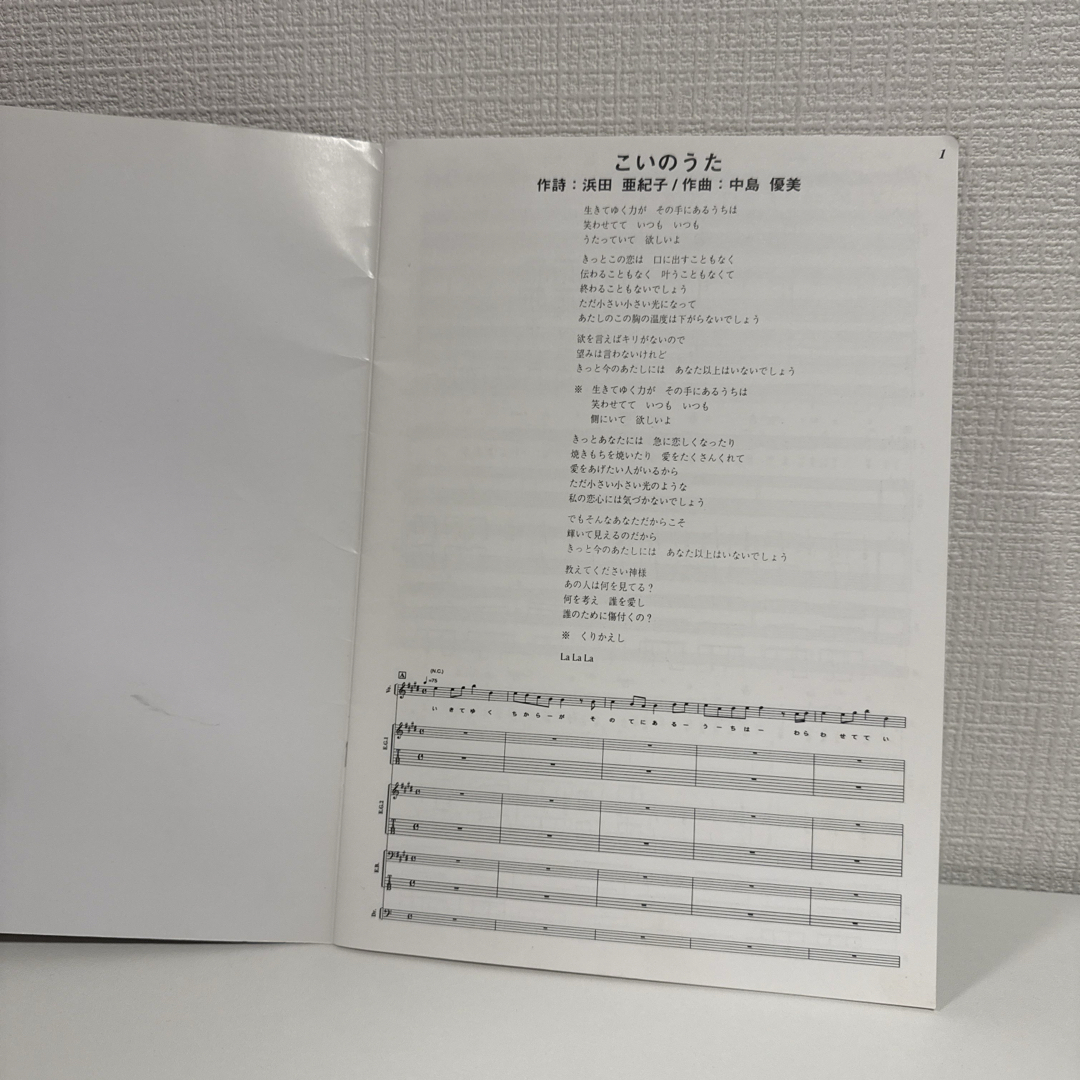 1
こいのうた
作詩：浜田 亜紀子/作曲：中島 優美
生きてゆく力が　その手にあるうちは
笑わせてて　いつも　いつも
うたっていて　欲しいよ
きっとこの恋は　口に出すこともなく
伝わることもなく　叶うこともなくて
終わることもないでしょう
ただ小さい小さい光になって
あたしのこの胸の温度は下がらないでしょう
欲を言えばキリがないので
望みは言わないけれど
きっと今のあたしには　あなた以上はいないでしょう
※　生きてゆく力が　その手にあるうちは
笑わせてて　いつも　いつも
側にいて　欲しいよ
きっとあなたには　急に恋しくなったり
焼きもちを焼いたり　愛をたくさんくれて
愛をあげたい人がいるから
ただ小さい小さい光のような
私の恋心には気づかないでしょう
でもそんなあなただからこそ
輝いて見えるのだから
きっと今のあたしには　あなた以上はいないでしょう
教えてください神様
あの人は何を見てる？
何を考え　誰を愛し
誰のために傷付くの？
※　くりかえし
La La La
A (N.C.)
♩=75
い きてゆ く ちからーが そ の てにあ るー うーちはー わら わ せてて い
E.G.1
E.G.2
E.B.